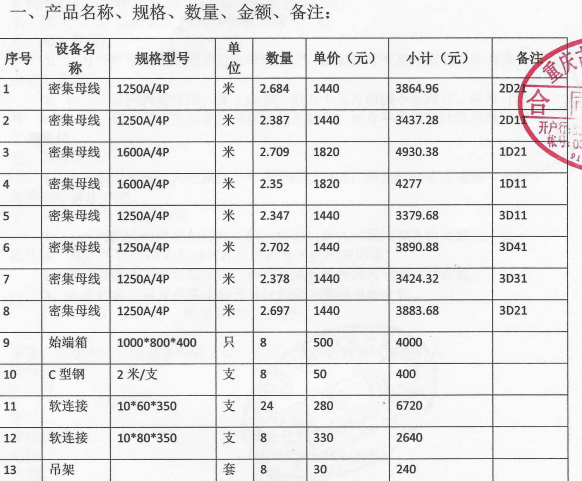 一、产品名称、规格、数量、金额、备注：
序号 设备名称 规格型号 单位 数量 单价（元） 小计（元） 备注
1 密集母线 1250A/4P 米 2.684 1440 3864.96 2D21
2 密集母线 1250A/4P 米 2.387 1440 3437.28 2D11
3 密集母线 1600A/4P 米 2.709 1820 4930.38 1D21
4 密集母线 1600A/4P 米 2.35 1820 4277 1D11
5 密集母线 1250A/4P 米 2.347 1440 3379.68 3D11
6 密集母线 1250A/4P 米 2.702 1440 3890.88 3D41
7 密集母线 1250A/4P 米 2.378 1440 3424.32 3D31
8 密集母线 1250A/4P 米 2.697 1440 3883.68 3D21
9 始端箱 1000*800*400 只 8 500 4000
10 C 型钢 2 米/支 支 8 50 400
11 软连接 10*60*350 支 24 280 6720
12 软连接 10*80*350 支 8 330 2640
13 吊架 套 8 30 240
重庆
合同
开户行:
帐号: